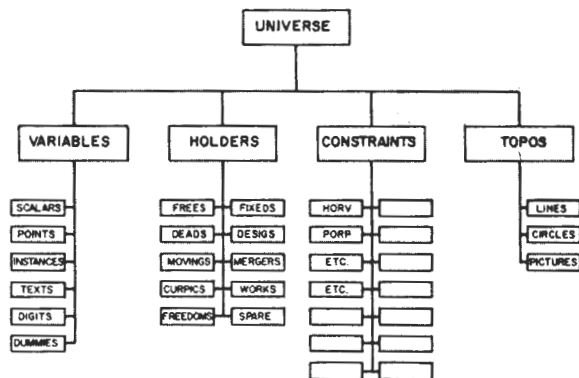 UNIVERSE
VARIABLES HOLDERS CONSTRAINTS TOPOS
SCALARS FREES FIXEDS HORV LINES
POINTS DEADS DESIGS PORP CIRCLES
INSTANCES MOVINGS MERGERS ETC. PICTURES
TEXTS CURPICS WORKS ETC.
DIGITS FREEDOMS SPARE
DUMMIES